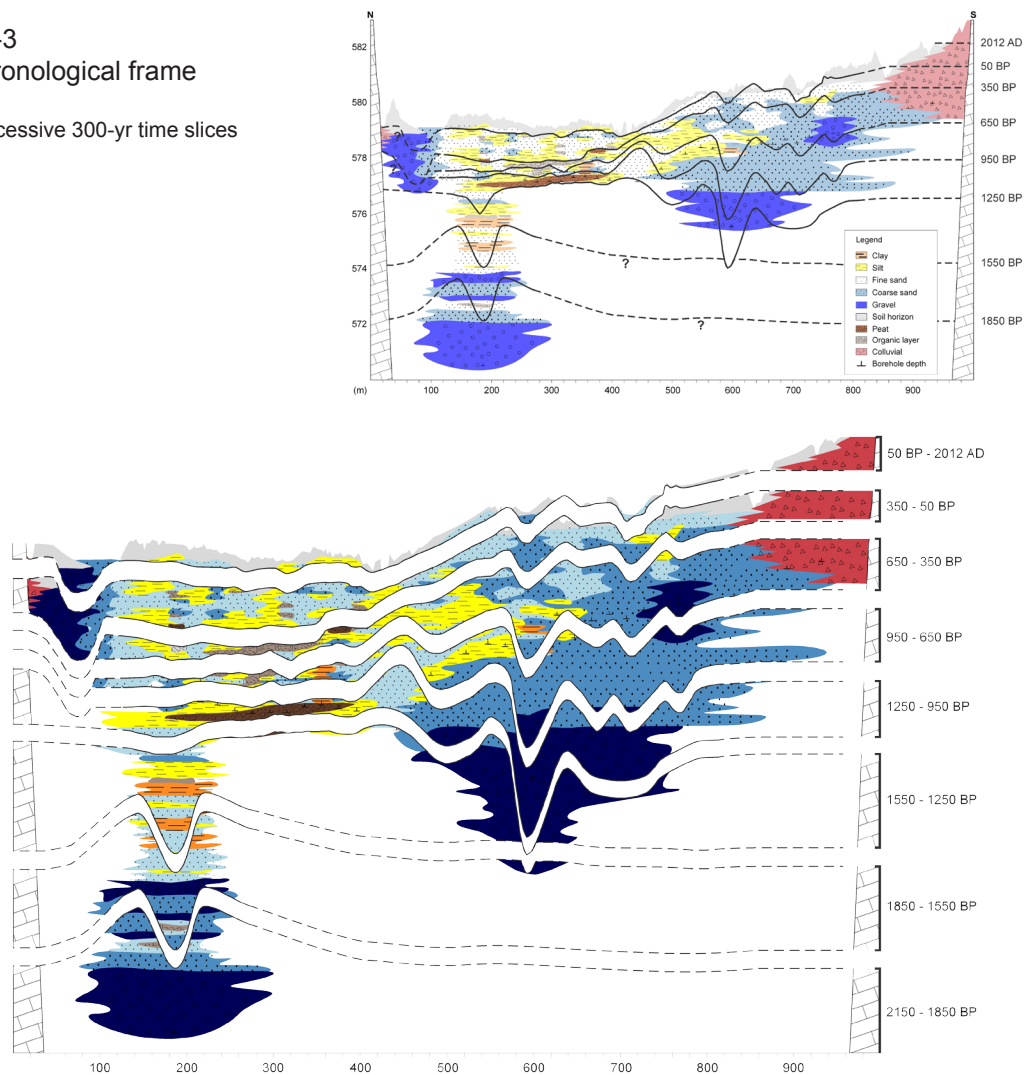 -3
ronological frame
cessive 300-yr time slices
N
S
582
580
578
576
574
572
2012 AD
50 BP
350 BP
650 BP
950 BP
1250 BP
1550 BP
1850 BP
?
?
?
Legend
Clay
Silt
Fine sand
Coarse sand
Gravel
Soil horizon
Peat
Organic layer
Colluvial
Borehole depth
(m)
100 200 300 400 500 600 700 800 900
50 BP - 2012 AD
350 - 50 BP
650 - 350 BP
950 - 650 BP
1250 - 950 BP
1550 - 1250 BP
1850 - 1550 BP
2150 - 1850 BP
100 200 300 400 500 600 700 800 900